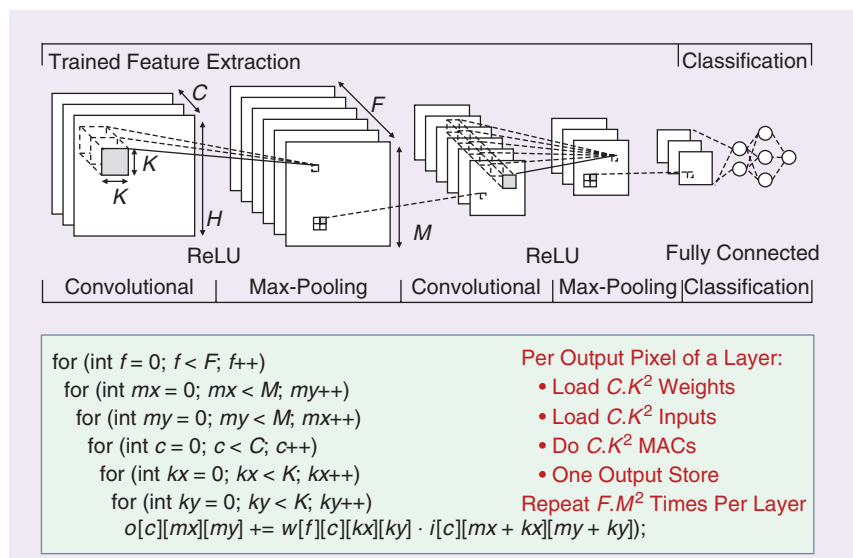 Trained Feature Extraction
Classification
C
F
K
K
H
M
ReLU
ReLU
Fully Connected
Convolutional
Max-Pooling
Convolutional
Max-Pooling
Classification
for (int f = 0; f < F; f++)
for (int mx = 0; mx < M; my++)
for (int my = 0; my < M; mx++)
for (int c = 0; c < C; c++)
for (int kx = 0; kx < K; kx++)
for (int ky = 0; ky < K; ky++)
o[c][mx][my] += w[f][c][kx][ky] · i[c][mx + kx][my + ky]);
Per Output Pixel of a Layer:
• Load C.K² Weights
• Load C.K² Inputs
• Do C.K² MACs
• One Output Store
Repeat F.M² Times Per Layer